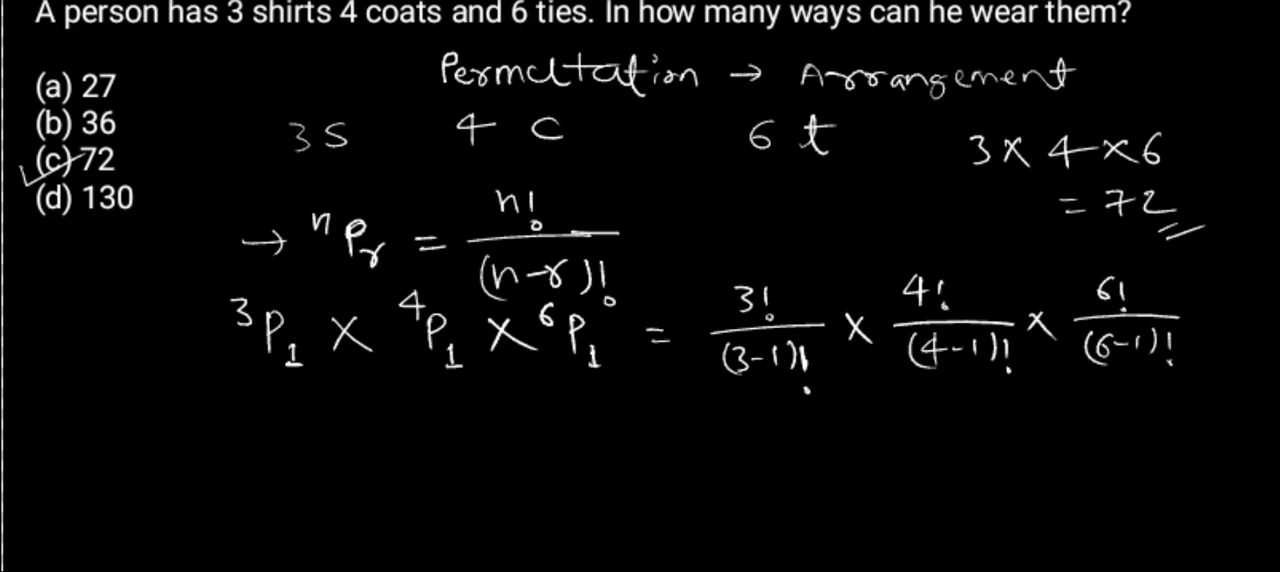 A person has 3 shirts 4 coats and 6 ties. In how many ways can he wear them?
Permutation → Arrangement
(a) 27
(b) 36
(c) 72
(d) 130
3S 4 C 6 t
3 × 4 × 6
= 72
→ ⁿPᵣ = n! / (n-r)!
³P₁ × ⁴P₁ × ⁶P₁ = 3! / (3-1)! × 4! / (4-1)! × 6! / (6-1)!